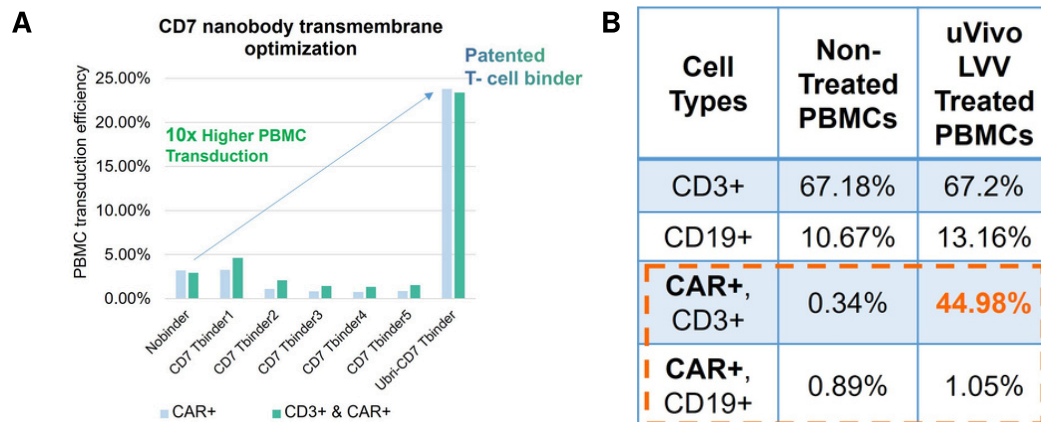 A
CD7 nanobody transmembrane
optimization
Patented
T- cell binder
10x Higher PBMC
Transduction
PBMC transduction efficiency
25.00%
20.00%
15.00%
10.00%
5.00%
0.00%
Nobinder
CD7 Tbinder1
CD7 Tbinder2
CD7 Tbinder3
CD7 Tbinder4
CD7 Tbinder5
Ubri-CD7 Tbinder
CAR+
CD3+ & CAR+
B
Cell
Types
Non-
Treated
PBMCs
uVivo
LVV
Treated
PBMCs
CD3+
67.18%
67.2%
CD19+
10.67%
13.16%
CAR+,
CD3+
0.34%
44.98%
CAR+,
CD19+
0.89%
1.05%